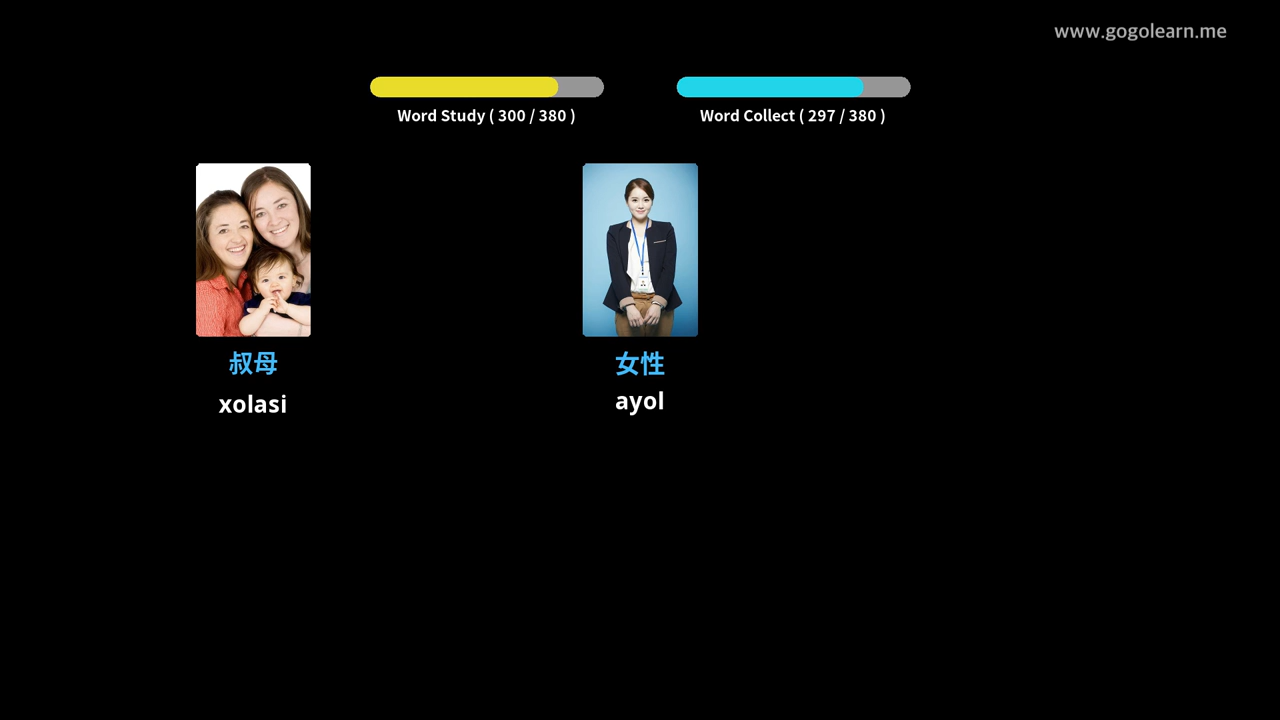 www.gogolearn.me
Word Study ( 300 / 380 )
Word Collect ( 297 / 380 )
叔母
xolasi
女性
ayol